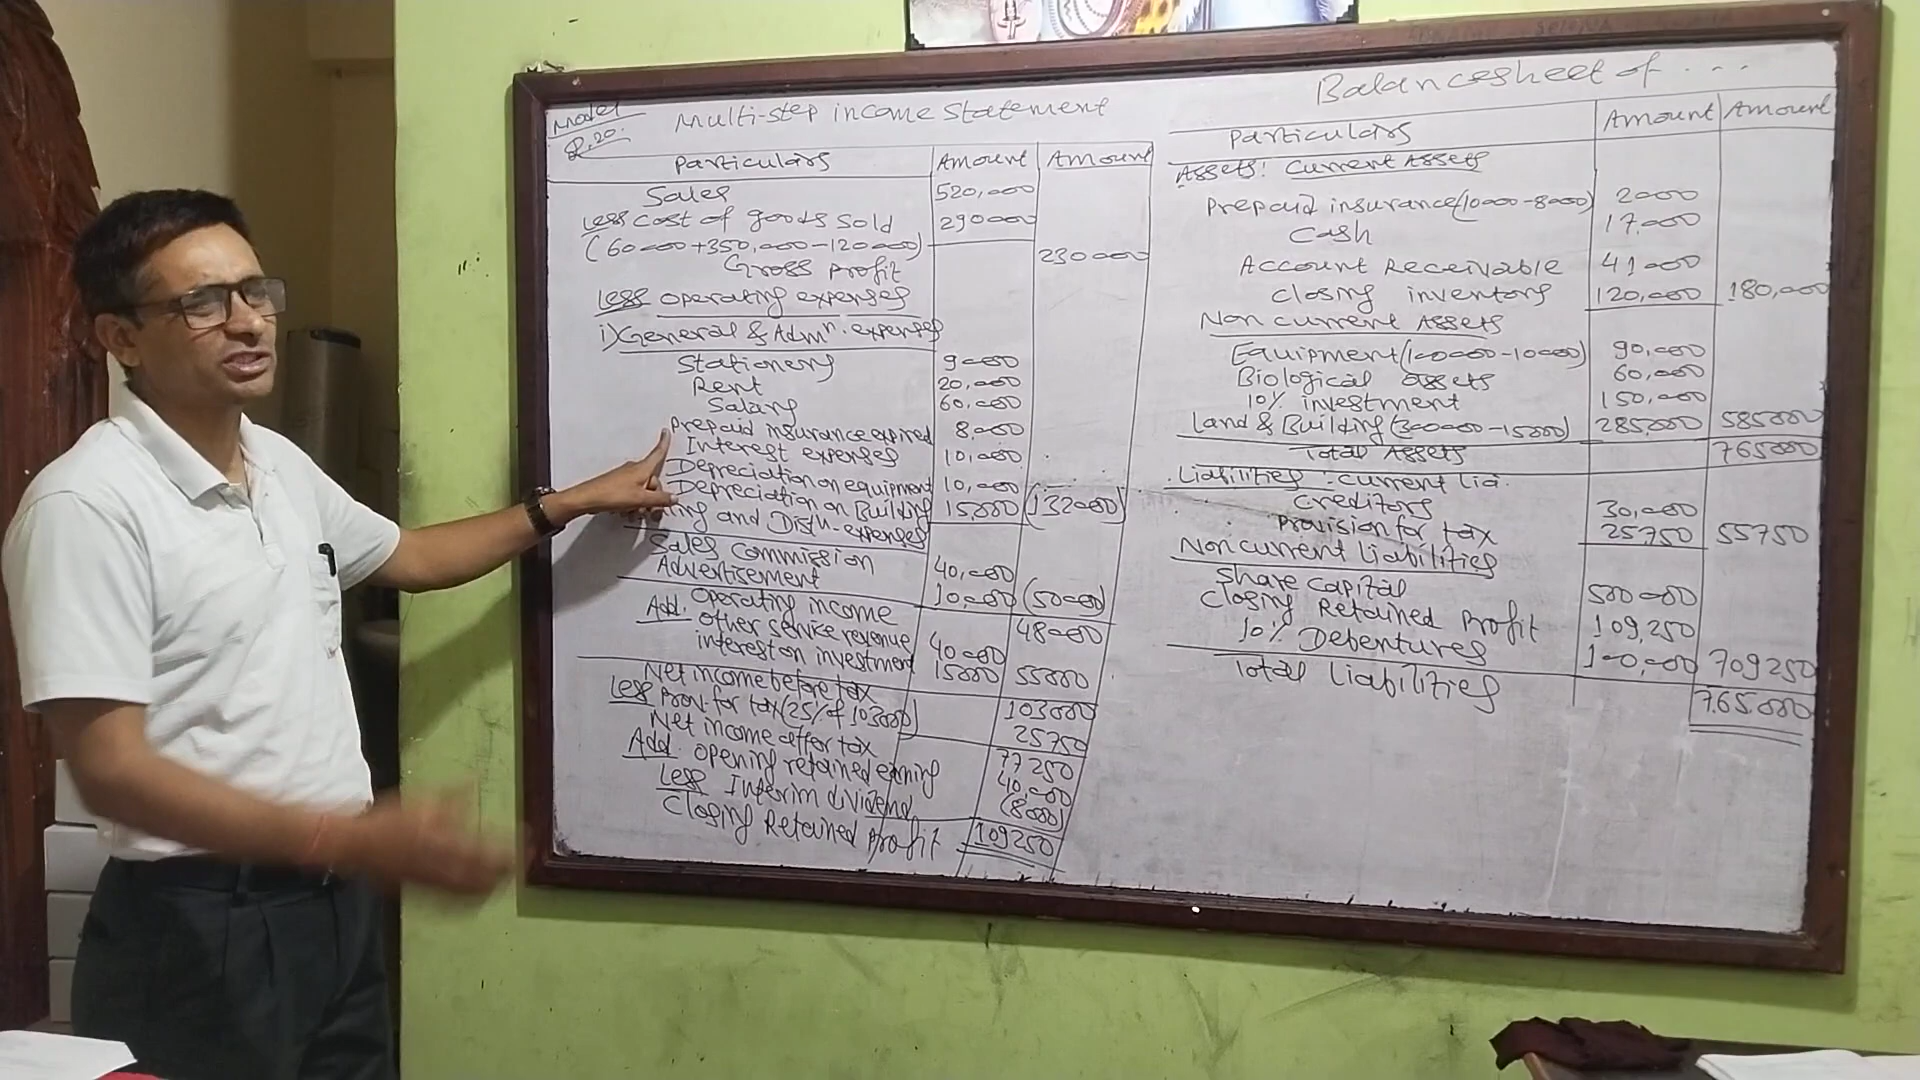 Model
Q.20.
Multi-step income Statement
Particulars Amount Amount
Sales 520,000
Less Cost of goods sold 290000
(60000+350,000-120000)
Gross profit 230000
Less operating expenses
i) General & Admn. expenses
Stationery 9000
Rent 20,000
Salary 60,000
Prepaid insurance expired 8,000
Interest expenses 10,000
Depreciation on equipment 10,000
Depreciation on Building 15,000 (132000)
and Distn. expenses
Sales Commission 40,000
Advertisement 10,000 (50000)
Operating income 48000
Add. other service revenue 40,000
interest on investment 15000 55000
Net income before tax 103000
Less Prov. for tax (25% of 103000) 25750
Net income after tax 77250
Add. opening retained earning 40,000
Less Interim dividend (8000)
Closing Retained Profit 109250
Balancesheet of ....
Particulars Amount Amount
Assets: Current Assets
Prepaid insurance (10000-8000) 2000
Cash 17,000
Account Receivable 41000
Closing inventory 120,000 180,000
Non current Assets
Equipment (100000-10000) 90,000
Biological assets 60,000
10% investment 150,000
Land & Building (300000-15000) 285000 585000
Total Assets 765000
Liabilities: current lia.
Creditors 30,000
Provision for tax 25750 55750
Noncurrent liabilities
Share Capital 500000
Closing Retained Profit 109,250
10% Debentures 100,000 709250
Total liabilities 765000